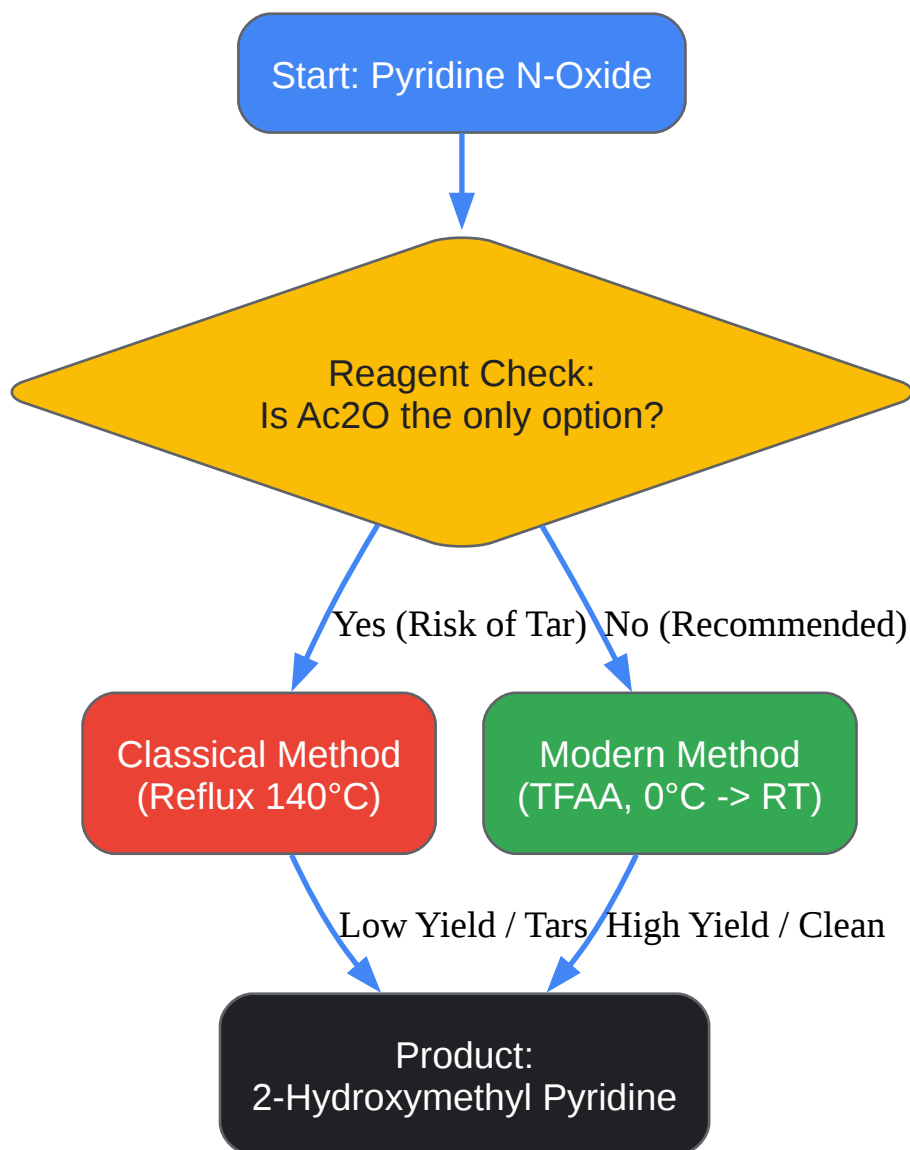 Start: Pyridine N-Oxide
Reagent Check:
Is Ac2O the only option?
Yes (Risk of Tar)
No (Recommended)
Classical Method
(Reflux 140°C)
Modern Method
(TFAA, 0°C -> RT)
Low Yield / Tars
High Yield / Clean
Product:
2-Hydroxymethyl Pyridine